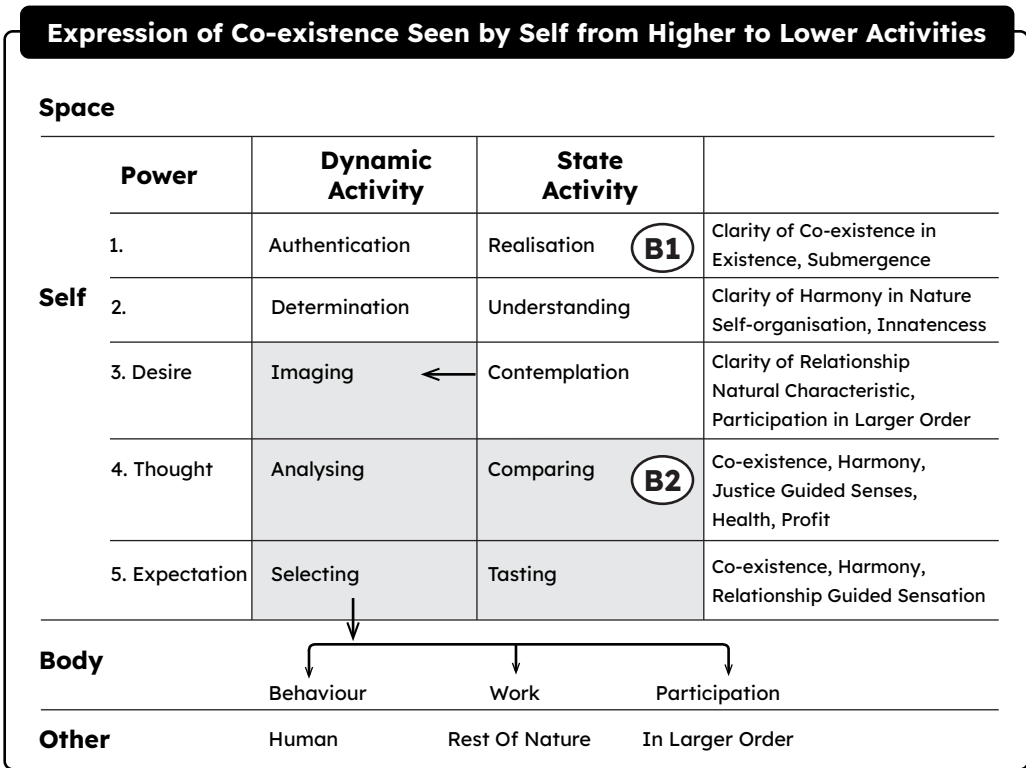 Expression of Co-existence Seen by Self from Higher to Lower Activities
Space
Power
Dynamic
Activity
State
Activity
Self
1.
Authentication
Realisation
B1
Clarity of Co-existence in
Existence, Submergence
2.
Determination
Understanding
Clarity of Harmony in Nature
Self-organisation, Innatencess
3. Desire
Imaging
Contemplation
Clarity of Relationship
Natural Characteristic,
Participation in Larger Order
4. Thought
Analysing
Comparing
B2
Co-existence, Harmony,
Justice Guided Senses,
Health, Profit
5. Expectation
Selecting
Tasting
Co-existence, Harmony,
Relationship Guided Sensation
Body
Behaviour
Work
Participation
Other
Human
Rest Of Nature
In Larger Order